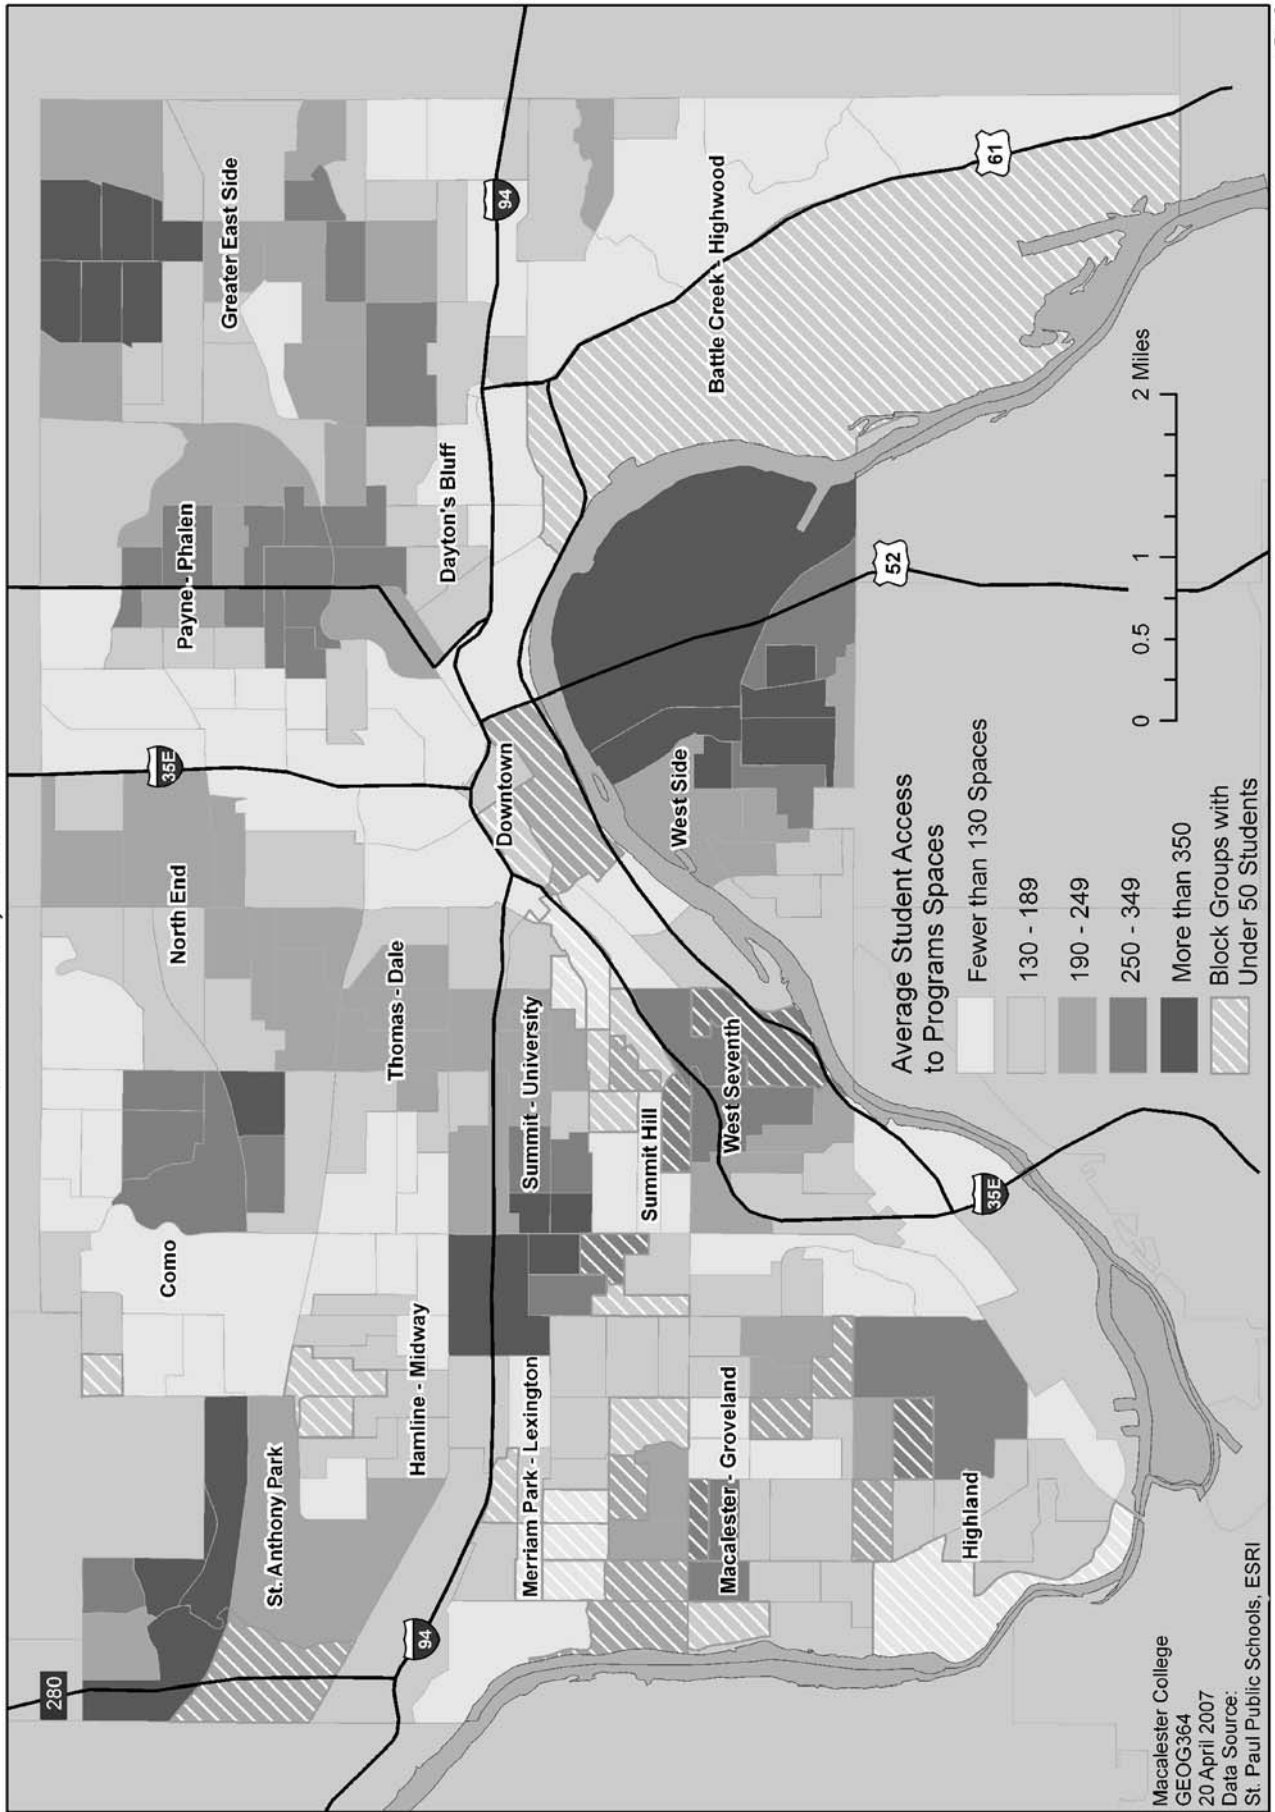 280
94
35E
94
61
52
35E
St. Anthony Park
Como
North End
Payne - Phalen
Greater East Side
Hamline - Midway
Thomas - Dale
Dayton's Bluff
Merriam Park - Lexington
Summit - University
Downtown
Summit Hill
West Side
Battle Creek - Highwood
Macalester - Groveland
West Seventh
Highland
Average Student Access
to Programs Spaces
Fewer than 130 Spaces
130 - 189
190 - 249
250 - 349
More than 350
Block Groups with
Under 50 Students
0 0.5 1 2 Miles
Macalester College
GEOG364
20 April 2007
Data Source:
St. Paul Public Schools, ESRI